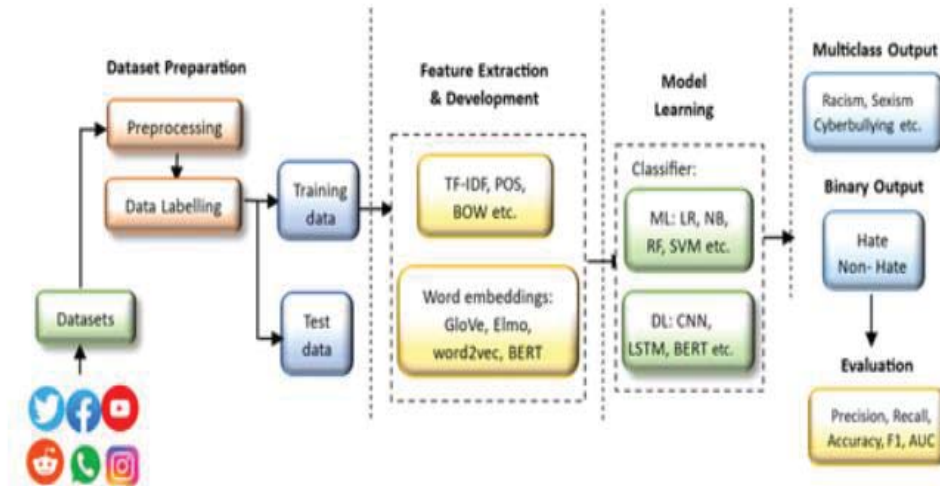 Dataset Preparation
Preprocessing
Data Labelling
Datasets
Training
data
Test
data
Feature Extraction
& Development
TF-IDF, POS,
BOW etc.
Word embeddings:
GloVe, Elmo,
word2vec, BERT
Model
Learning
Classifier:
ML: LR, NB,
RF, SVM etc.
DL: CNN,
LSTM, BERT etc.
Multiclass Output
Racism, Sexism
Cyberbullying etc.
Binary Output
Hate
Non- Hate
Evaluation
Precision, Recall,
Accuracy, F1, AUC